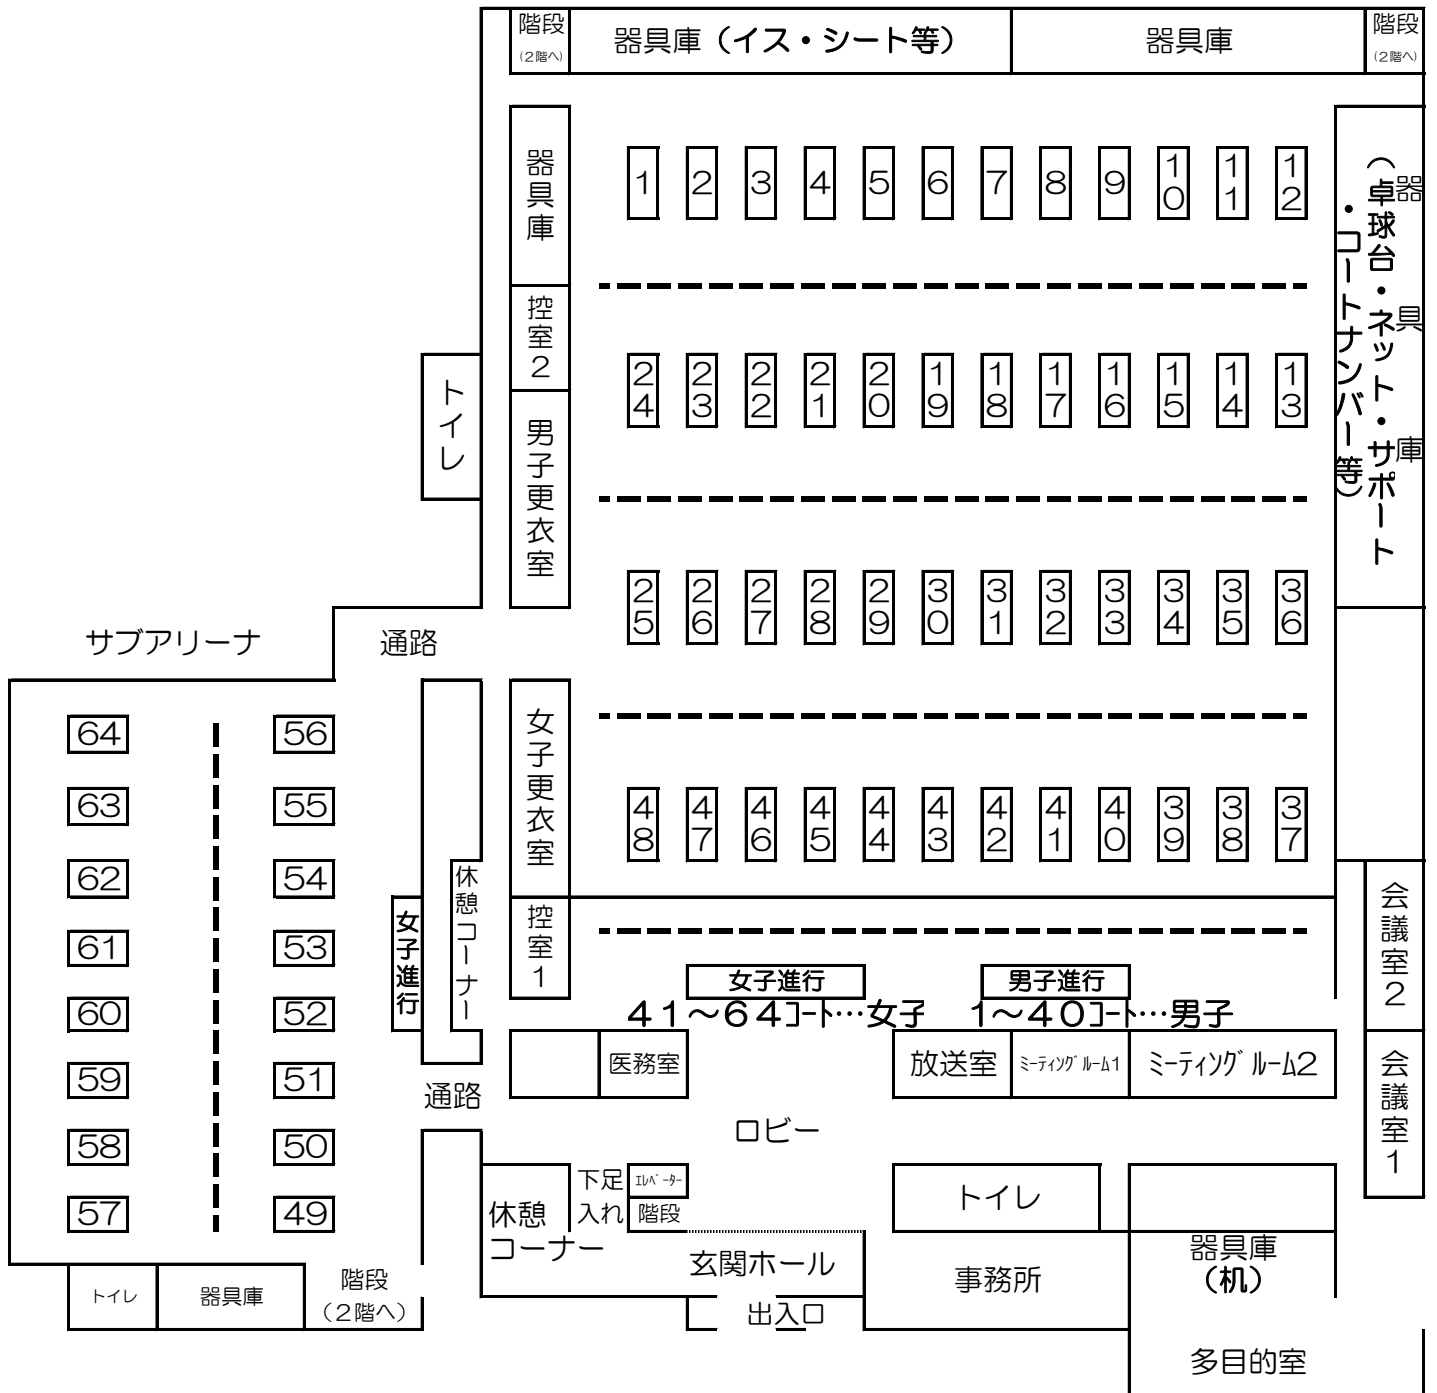 階段
(2階へ)
器具庫（イス・シート等）
器具庫
階段
(2階へ)
器具庫
1 2 3 4 5 6 7 8 9 10 11 12
器具庫
（卓球台・ネット・サポート
・コートナンバー等）
控室2
トイレ
24 23 22 21 20 19 18 17 16 15 14 13
男子更衣室
25 26 27 28 29 30 31 32 33 34 35 36
サブアリーナ
通路
女子更衣室
48 47 46 45 44 43 42 41 40 39 38 37
64 56
63 55
62 54
61 53
60 52
59 51
58 50
57 49
女子進行
休憩コーナー
控室1
会議室2
女子進行
男子進行
41～64ｺｰﾄ…女子
1～40ｺｰﾄ…男子
医務室
放送室
ﾐｰﾃｨﾝｸﾞﾙｰﾑ1
ﾐｰﾃｨﾝｸﾞﾙｰﾑ2
会議室1
通路
ロビー
休憩
コーナー
下足
入れ
ｴﾚﾍﾞｰﾀｰ
階段
トイレ
玄関ホール
事務所
器具庫
（机）
トイレ
器具庫
階段
（2階へ）
出入口
多目的室